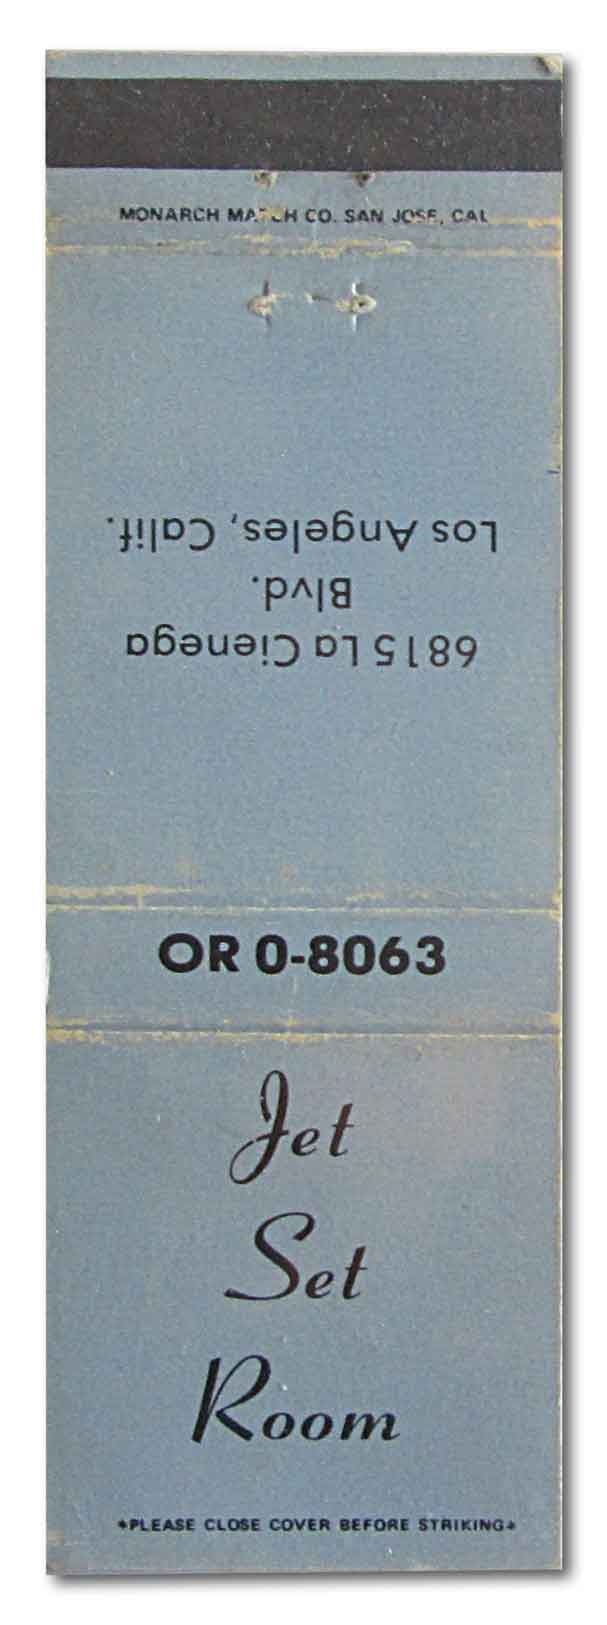 MONARCH MATCH CO. SAN JOSE, CAL
6815 La Cienega
Blvd.
Los Angeles, Calif.
OR 0-8063
Jet
Set
Room
*PLEASE CLOSE COVER BEFORE STRIKING*